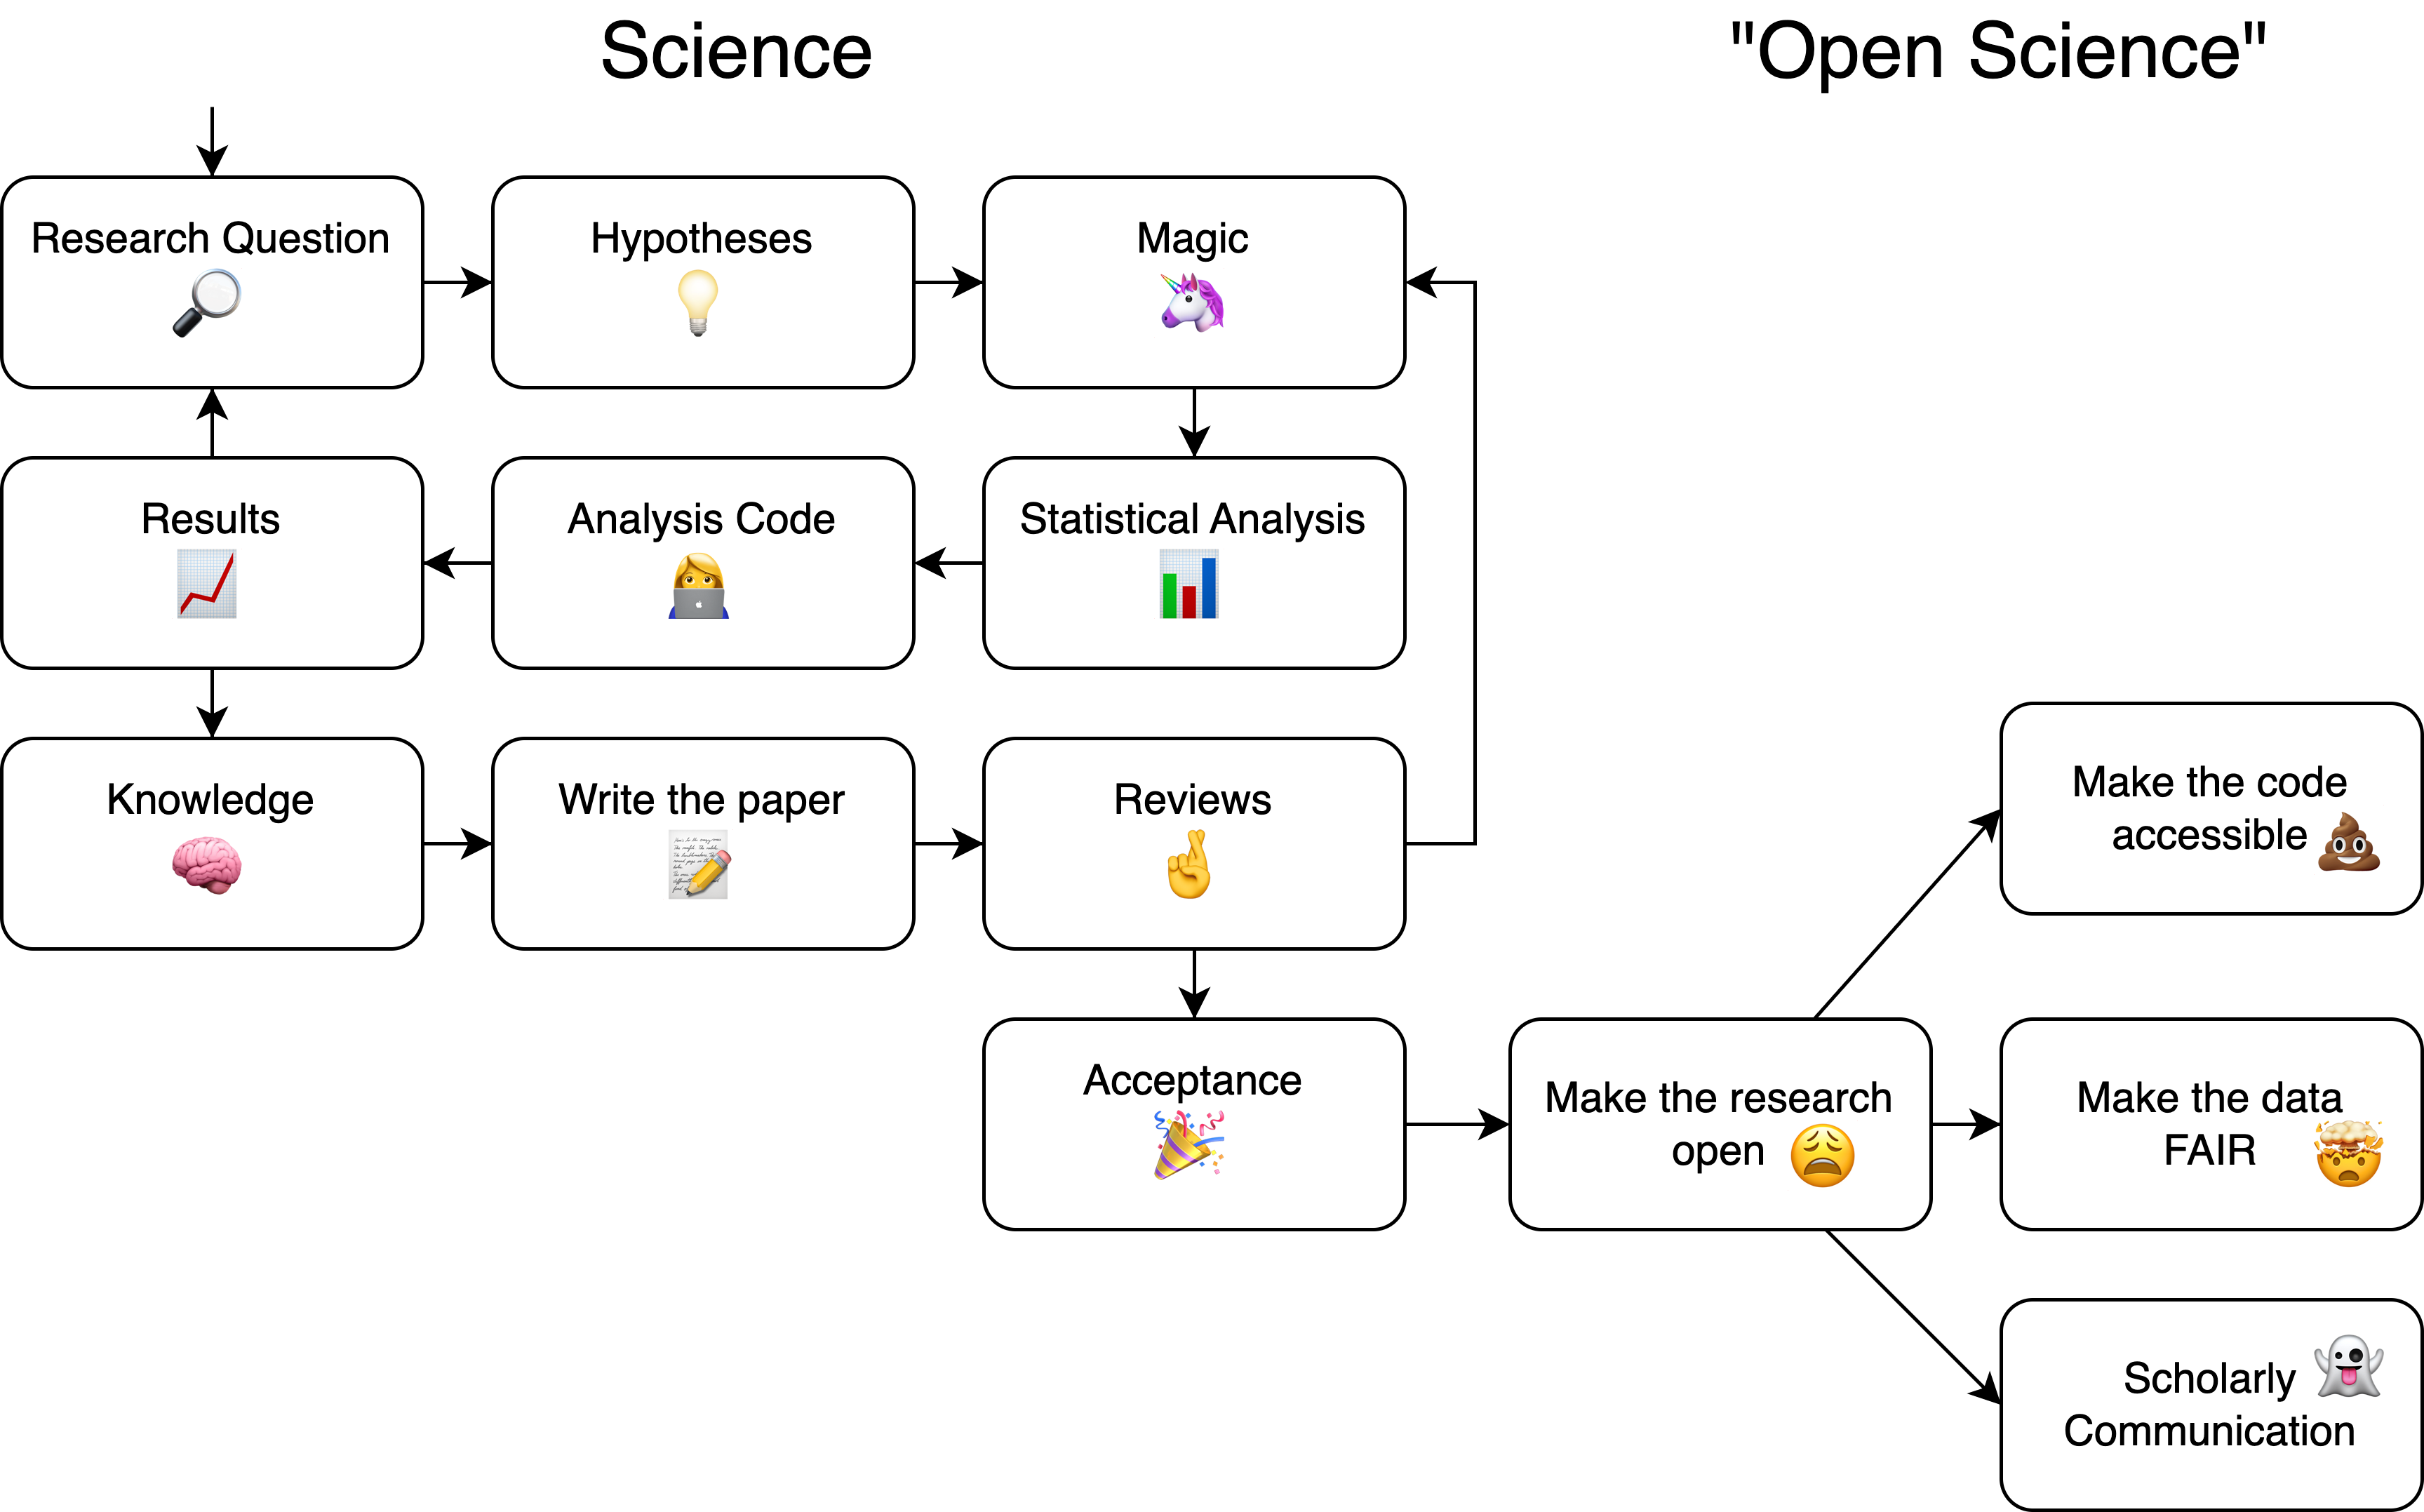 Science
"Open Science"
Research Question
Hypotheses
Magic
Results
Analysis Code
Statistical Analysis
Knowledge
Write the paper
Reviews
Make the code
accessible
Acceptance
Make the research
open
Make the data
FAIR
Scholarly
Communication